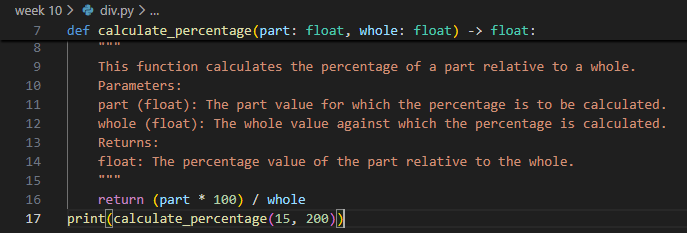 week 10 > div.py > ...
7 def calculate_percentage(part: float, whole: float) -> float:
8 """
9 This function calculates the percentage of a part relative to a whole.
10 Parameters:
11 part (float): The part value for which the percentage is to be calculated.
12 whole (float): The whole value against which the percentage is calculated.
13 Returns:
14 float: The percentage value of the part relative to the whole.
15 """
16 return (part * 100) / whole
17 print(calculate_percentage(15, 200))